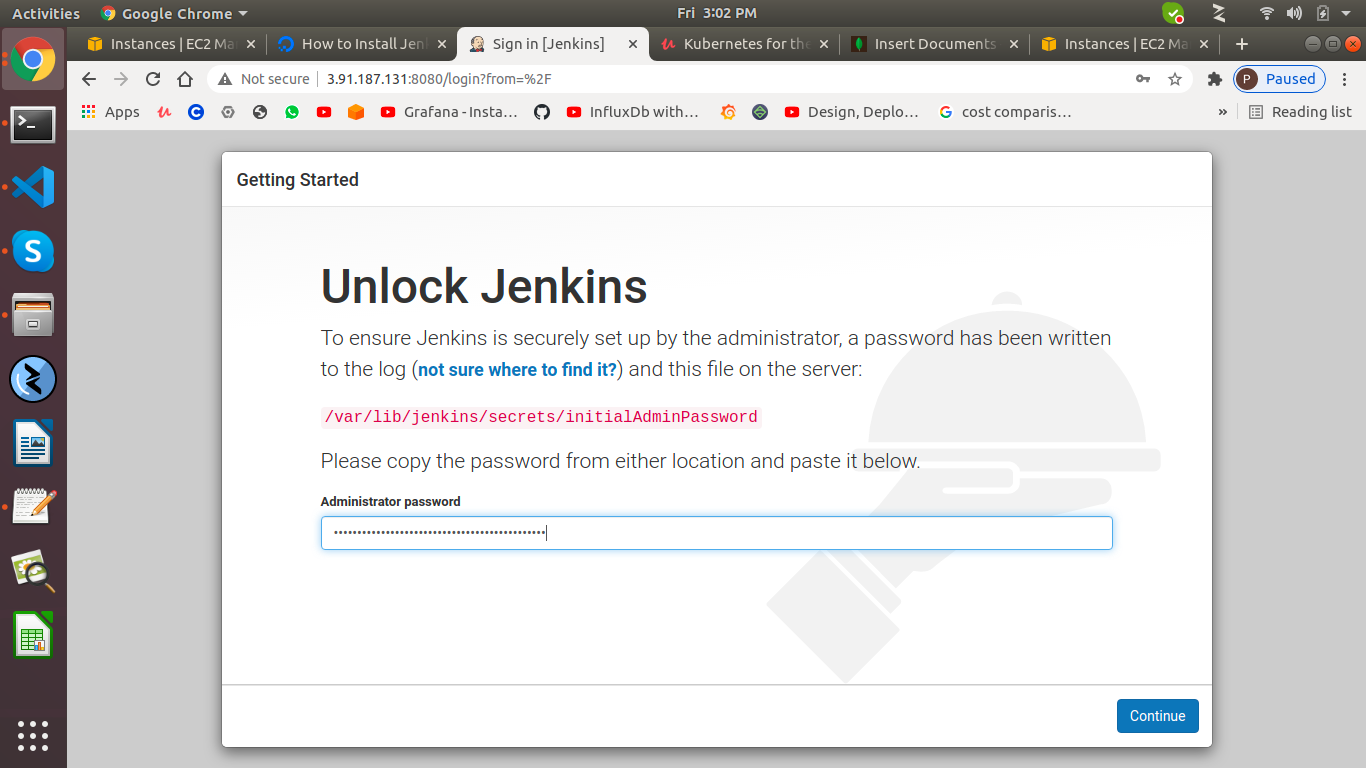 Activities
Google Chrome
Fri 3:02 PM
Instances | EC2 Ma
How to Install Jen
Sign in [Jenkins]
Kubernetes for the
Insert Documents
Instances | EC2 Ma
Not secure
3.91.187.131:8080/login?from=%2F
P
Paused
Apps
Grafana - Insta…
InfluxDb with…
Design, Deplo…
cost comparis…
»
Reading list
Getting Started
Unlock Jenkins
To ensure Jenkins is securely set up by the administrator, a password has been written
to the log (not sure where to find it?) and this file on the server:
/var/lib/jenkins/secrets/initialAdminPassword
Please copy the password from either location and paste it below.
Administrator password
Continue